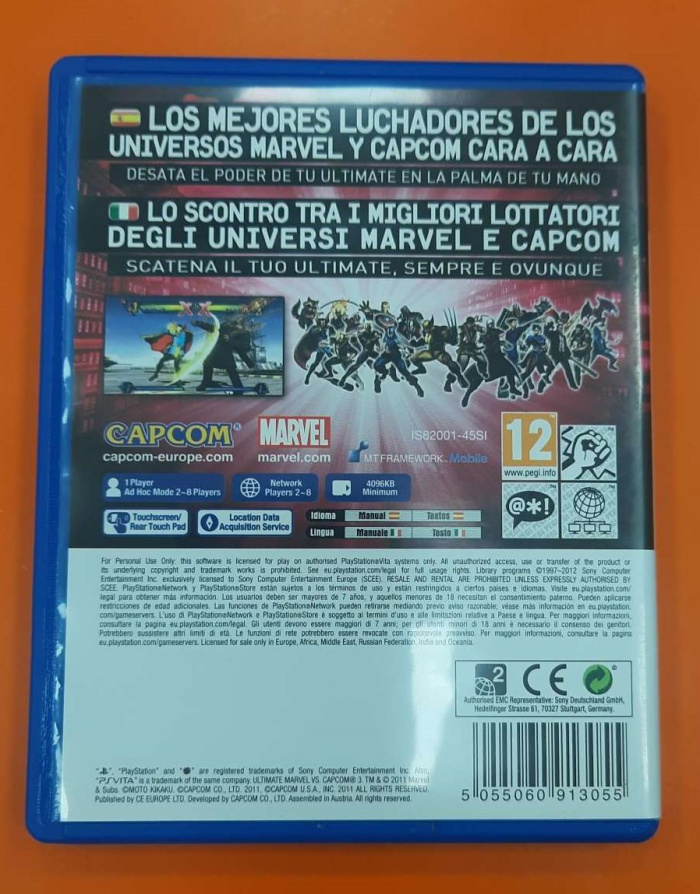 LOS MEJORES LUCHADORES DE LOS
UNIVERSOS MARVEL Y CAPCOM CARA A CARA
DESATA EL PODER DE TU ULTIMATE EN LA PALMA DE TU MANO
LO SCONTRO TRA I MIGLIORI LOTTATORI
DEGLI UNIVERSI MARVEL E CAPCOM
SCATENA IL TUO ULTIMATE, SEMPRE E OVUNQUE
CAPCOM®
MARVEL
IS82001-45SI
capcom-europe.com
marvel.com
MT FRAMEWORK Mobile
12
www.pegi.info
@*!
1 Player
Ad Hoc Mode 2~8 Players
Network
Players 2~8
4096KB
Minimum
Touchscreen/
Rear Touch Pad
Location Data
Acquisition Service
Idioma Manual Textos
Lingua Manuale Testo
For Personal Use Only: this software is licensed for play on authorised PlayStation®Vita systems only. All unauthorized access, use or transfer of the product or
its underlying copyright and trademark works is prohibited. See eu.playstation.com/legal for full usage rights. Library programs ©1997-2012 Sony Computer
Entertainment Inc. exclusively licensed to Sony Computer Entertainment Europe (SCEE). RESALE AND RENTAL ARE PROHIBITED UNLESS EXPRESSLY AUTHORISED BY
SCEE. PlayStation®Network y PlayStation®Store están sujetos a los términos de uso y están restringidos a ciertos países e idiomas. Visite eu.playstation.com/
legal para obtener más información. Los usuarios deben ser mayores de 7 años, y aquellos menores de 18 necesitan el consentimiento paterno. Pueden aplicarse
restricciones de edad adicionales. Las funciones de PlayStation®Network pueden retirarse mediante previo aviso razonable; véase más información en eu.playstation.
com/gameservers. L'uso di PlayStation®Network e PlayStation®Store è soggetto ai termini d'uso e alle limitazioni relative a Paese e lingua. Per maggiori informazioni,
consultare la pagina eu.playstation.com/legal. Gli utenti devono essere maggiori di 7 anni; per gli utenti minori di 18 anni è necessario il consenso dei genitori.
Potrebbero sussistere altri limiti di età. Le funzioni di rete potrebbero essere revocate con ragionevole preavviso. Per maggiori informazioni, consultare la pagina
eu.playstation.com/gameservers. Licensed for sale only in Europe, Africa, Middle East, Russian Federation, India and Oceania.
2 CE
Authorised EMC Representative: Sony Deutschland GmbH,
Hedelfinger Strasse 61, 70327 Stuttgart, Germany.
", "PlayStation" and " " are registered trademarks of Sony Computer Entertainment Inc. Also,
"PSVITA" is a trademark of the same company. ULTIMATE MARVEL VS. CAPCOM® 3. TM & © 2011 Marvel
& Subs. ©MOTO KIKAKU. ©CAPCOM CO., LTD. 2011, ©CAPCOM U.S.A., INC. 2011 ALL RIGHTS RESERVED.
Published by CE EUROPE LTD. Developed by CAPCOM CO., LTD. Assembled in Austria. All rights reserved.
5 055060 913055